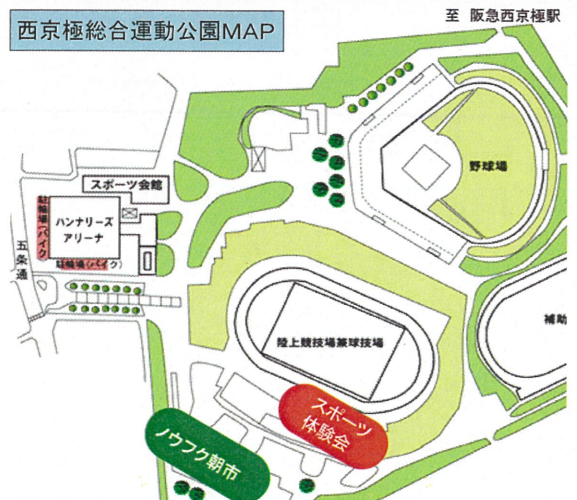 西京極総合運動公園MAP
至 阪急西京極駅
野球場
スポーツ会館
駐輪場(バイク)
ハンナリーズ
アリーナ
駐輪場(バイク)
五条通
陸上競技場兼球技場
補助
スポーツ
体験会
ノウフク朝市